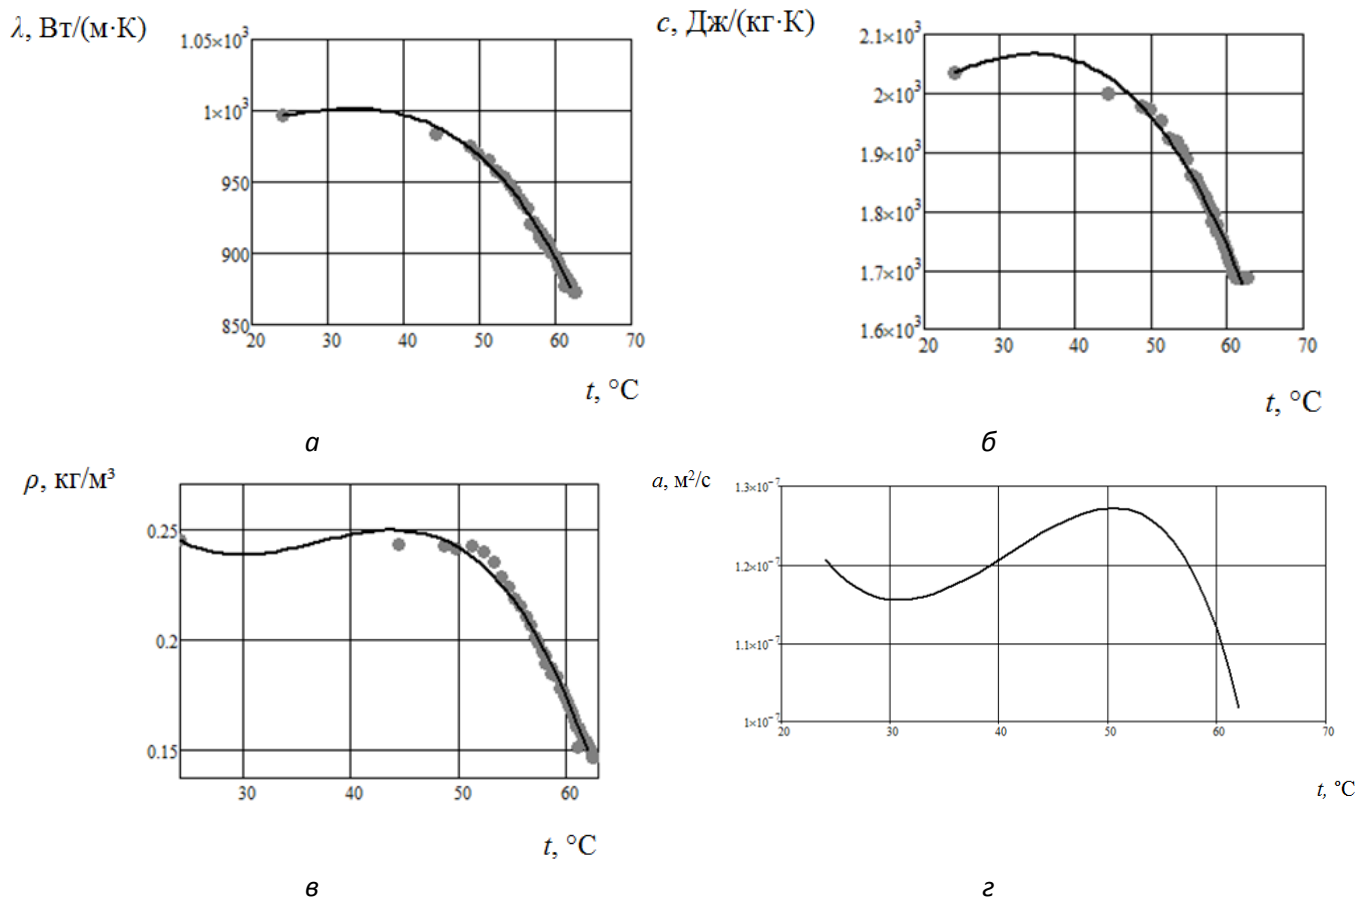 λ, Вт/(м·К)
1.05×10³
1×10³
950
900
850
20 30 40 50 60 70
t, °C
а
c, Дж/(кг·К)
2.1×10³
2×10³
1.9×10³
1.8×10³
1.7×10³
1.6×10³
20 30 40 50 60 70
t, °C
б
ρ, кг/м³
0.25
0.2
0.15
30 40 50 60
t, °C
в
a, м²/с
1.3×10⁻⁷
1.2×10⁻⁷
1.1×10⁻⁷
1×10⁻⁷
20 30 40 50 60 70
t, °C
г